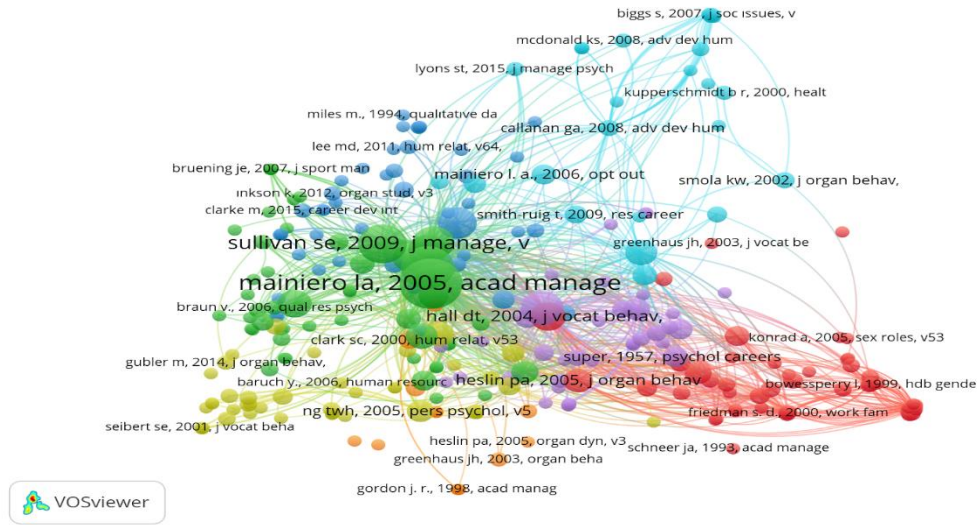 biggs s, 2007, j soc issues, v
mcdonald ks, 2008, adv dev hum
lyons st, 2015, j manage psych
kupperschmidt b r, 2000, healt
miles m., 1994, qualitative da
callanan ga, 2008, adv dev hum
lee md, 2011, hum relat, v64,
bruening je, 2007, j sport man
mainiero l. a., 2006, opt out
smola kw, 2002, j organ behav,
inkson k, 2012, organ stud, v3
clarke m, 2015, career dev int
smith-ruig t, 2009, res career
sullivan se, 2009, j manage, v
greenhaus jh, 2003, j vocat be
mainiero la, 2005, acad manage
braun v., 2006, qual res psych
hall dt, 2004, j vocat behav,
clark sc, 2000, hum relat, v53
konrad a, 2005, sex roles, v53
super, 1957, psychol careers
gubler m, 2014, j organ behav,
baruch y., 2006, human resourc
heslin pa, 2005, j organ behav
bowessperry l, 1999, hdb gende
ng twh, 2005, pers psychol, v5
friedman s. d., 2000, work fam
seibert se, 2001, j vocat beha
heslin pa, 2005, organ dyn, v3
schneer ja, 1993, acad manage
greenhaus jh, 2003, organ beha
gordon j. r., 1998, acad manag
VOSviewer